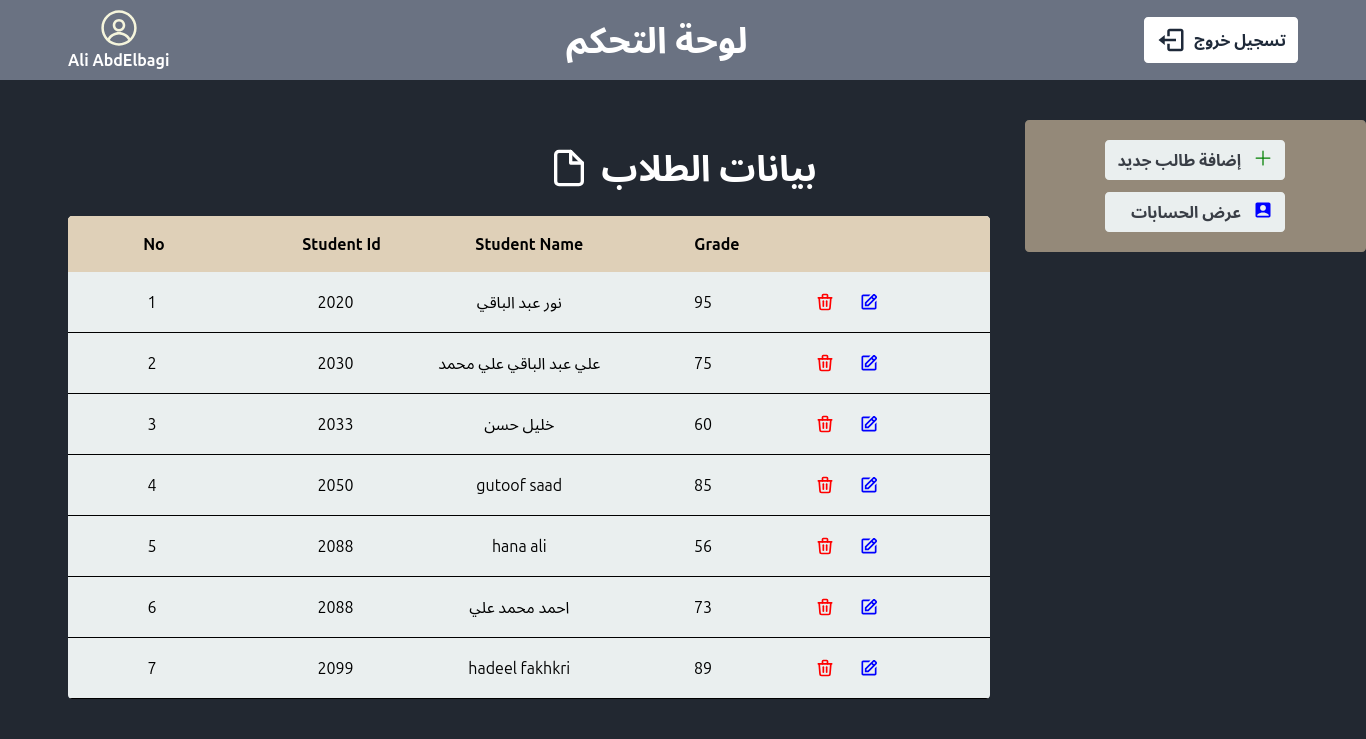 Ali AbdElbagi
لوحة التحكم
تسجيل خروج
إضافة طالب جديد
عرض الحسابات
بيانات الطلاب
No Student Id Student Name Grade
1 2020 نور عبد الباقي 95
2 2030 علي عبد الباقي علي محمد 75
3 2033 خليل حسن 60
4 2050 gutoof saad 85
5 2088 hana ali 56
6 2088 احمد محمد علي 73
7 2099 hadeel fakhkri 89